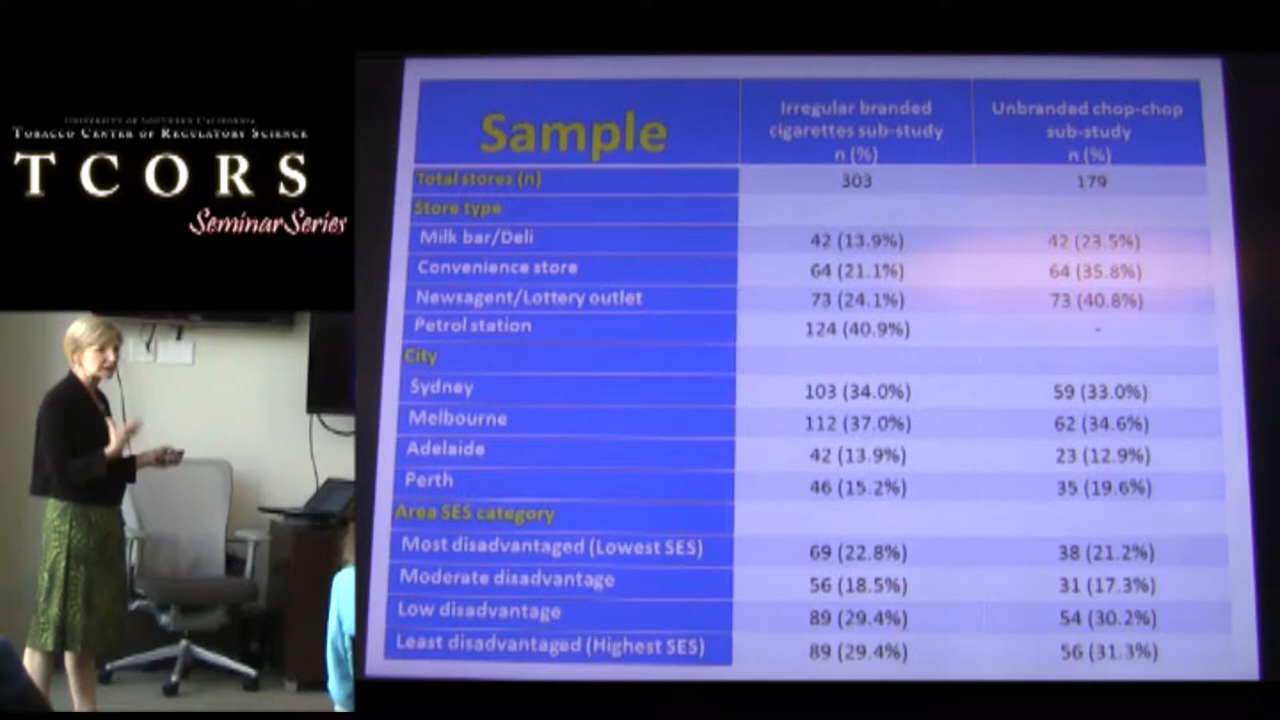 UNIVERSITY OF SOUTHERN CALIFORNIA
TOBACCO CENTER OF REGULATORY SCIENCE
TCORS
Seminar Series
Sample
Irregular branded
cigarettes sub-study
n (%)
Unbranded chop-chop
sub-study
n (%)
Total stores (n) 303 179
Store type
Milk bar/Deli 42 (13.9%) 42 (23.5%)
Convenience store 64 (21.1%) 64 (35.8%)
Newsagent/Lottery outlet 73 (24.1%) 73 (40.8%)
Petrol station 124 (40.9%) -
City
Sydney 103 (34.0%) 59 (33.0%)
Melbourne 112 (37.0%) 62 (34.6%)
Adelaide 42 (13.9%) 23 (12.9%)
Perth 46 (15.2%) 35 (19.6%)
Area SES category
Most disadvantaged (Lowest SES) 69 (22.8%) 38 (21.2%)
Moderate disadvantage 56 (18.5%) 31 (17.3%)
Low disadvantage 89 (29.4%) 54 (30.2%)
Least disadvantaged (Highest SES) 89 (29.4%) 56 (31.3%)